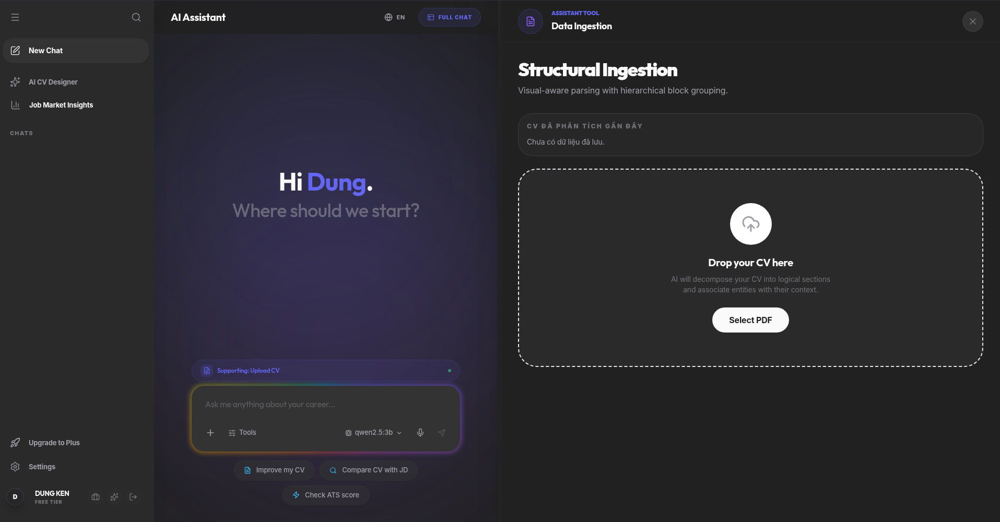 New Chat
AI CV Designer
Job Market Insights
CHATS
Upgrade to Plus
Settings
D
DUNG KEN
FREE TIER
AI Assistant
EN
FULL CHAT
Hi Dung.
Where should we start?
Supporting: Upload CV
Ask me anything about your career...
Tools
qwen2.5:3b
Improve my CV
Compare CV with JD
Check ATS score
ASSISTANT TOOL
Data Ingestion
Structural Ingestion
Visual-aware parsing with hierarchical block grouping.
CV ĐÃ PHÂN TÍCH GẦN ĐÂY
Chưa có dữ liệu đã lưu.
Drop your CV here
AI will decompose your CV into logical sections
and associate entities with their context.
Select PDF